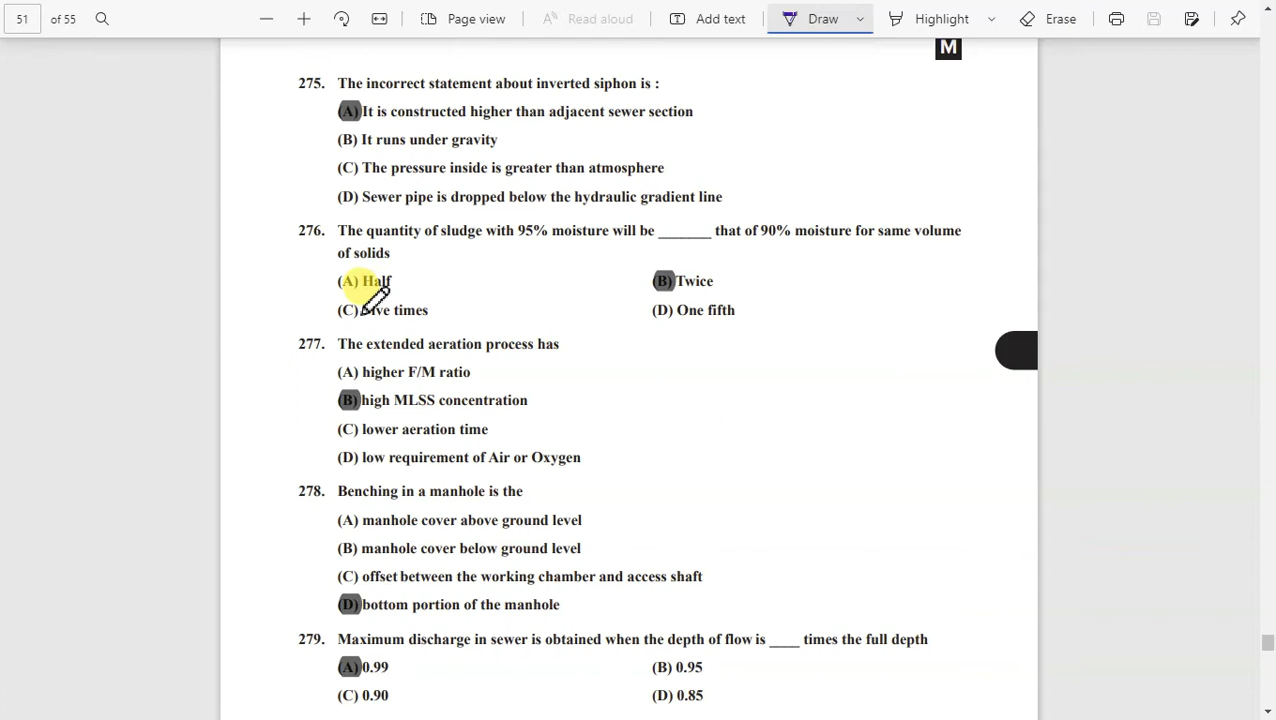 51 of 55 Page view Read aloud Add text Draw Highlight Erase
M
275. The incorrect statement about inverted siphon is :
(A) It is constructed higher than adjacent sewer section
(B) It runs under gravity
(C) The pressure inside is greater than atmosphere
(D) Sewer pipe is dropped below the hydraulic gradient line
276. The quantity of sludge with 95% moisture will be _______ that of 90% moisture for same volume
of solids
(A) Half (B) Twice
(C) Five times (D) One fifth
277. The extended aeration process has
(A) higher F/M ratio
(B) high MLSS concentration
(C) lower aeration time
(D) low requirement of Air or Oxygen
278. Benching in a manhole is the
(A) manhole cover above ground level
(B) manhole cover below ground level
(C) offset between the working chamber and access shaft
(D) bottom portion of the manhole
279. Maximum discharge in sewer is obtained when the depth of flow is ____ times the full depth
(A) 0.99 (B) 0.95
(C) 0.90 (D) 0.85